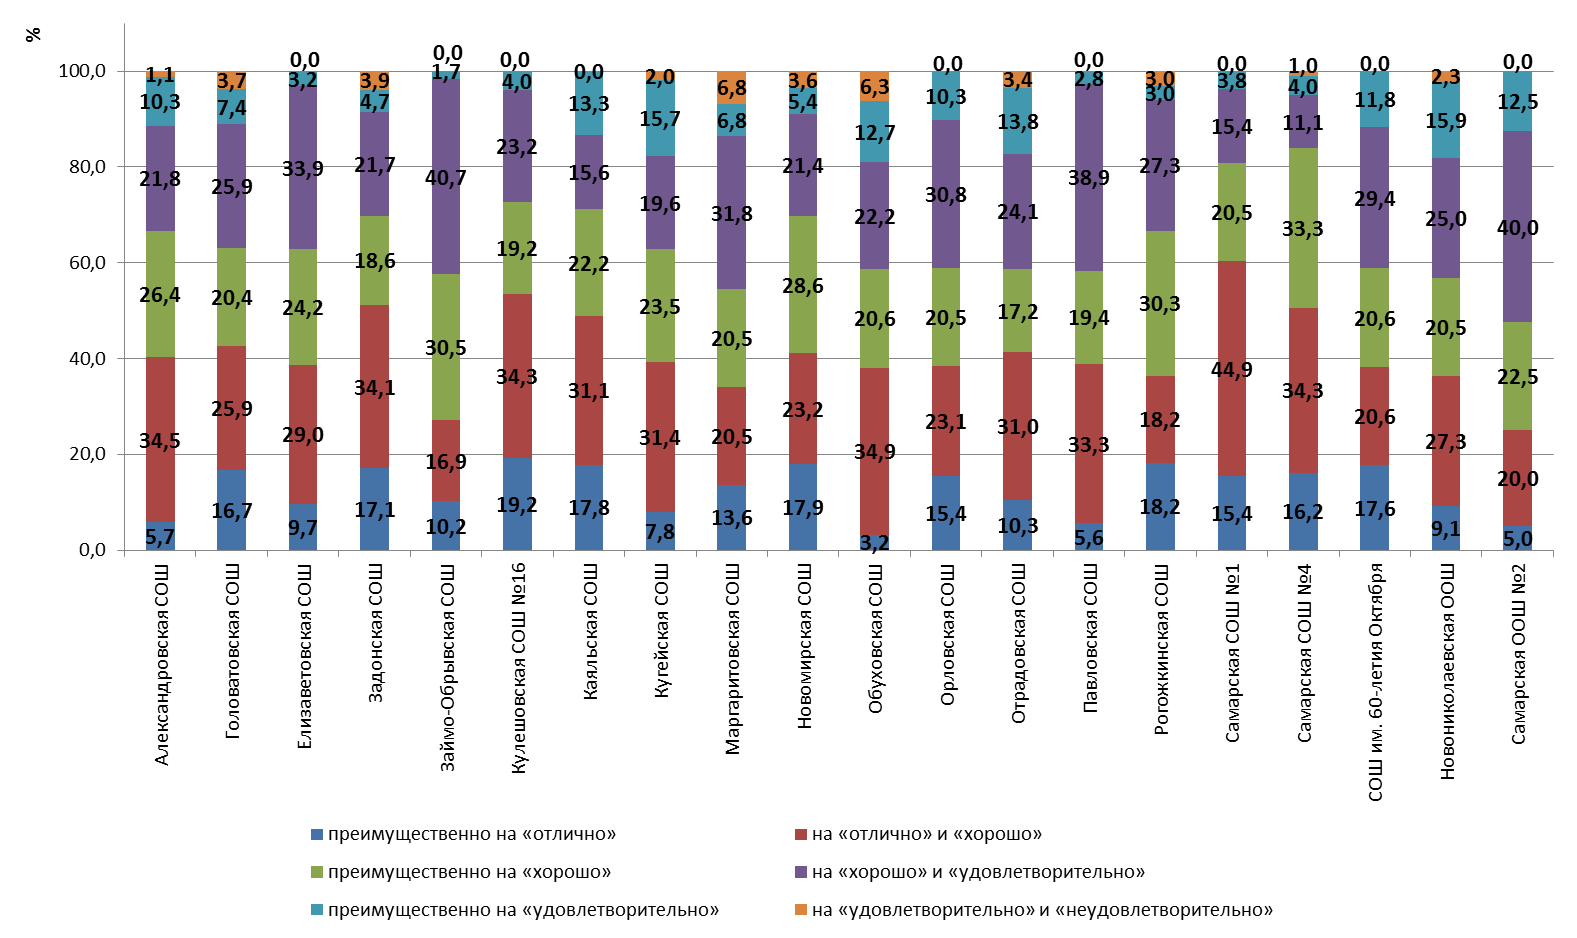 %
0,0 0,0 0,0 0,0 0,0 0,0 0,0 0,0 0,0 0,0
100,0 1,1 3,7 3,2 3,9 1,7 4,0 13,3 2,0 6,8 3,6 6,3 10,3 3,4 2,8 3,0 3,8 1,0 11,8 2,3 12,5
10,3 7,4 4,7 15,7 6,8 5,4 12,7 13,8 3,0 4,0 15,9
80,0 21,8 25,9 33,9 21,7 40,7 23,2 15,6 19,6 31,8 21,4 22,2 30,8 24,1 38,9 27,3 15,4 11,1 29,4 25,0 40,0
60,0 26,4 20,4 24,2 18,6 30,5 19,2 22,2 23,5 20,5 28,6 20,6 20,5 17,2 19,4 30,3 20,5 33,3 20,6 20,5 22,5
40,0 34,5 25,9 29,0 34,1 16,9 34,3 31,1 31,4 20,5 23,2 34,9 23,1 31,0 33,3 18,2 44,9 34,3 20,6 27,3 20,0
20,0 5,7 16,7 9,7 17,1 10,2 19,2 17,8 7,8 13,6 17,9 3,2 15,4 10,3 5,6 18,2 15,4 16,2 17,6 9,1 5,0
0,0
Александровская СОШ
Головатовская СОШ
Елизаветовская СОШ
Задонская СОШ
Займо-Обрывская СОШ
Кулешовская СОШ №16
Каяльская СОШ
Кугейская СОШ
Маргаритовская СОШ
Новомирская СОШ
Обуховская СОШ
Орловская СОШ
Отрадовская СОШ
Павловская СОШ
Рогожкинская СОШ
Самарская СОШ №1
Самарская СОШ №4
СОШ им. 60-летия Октября
Новониколаевская ООШ
Самарская ООШ №2
преимущественно на «отлично»
на «отлично» и «хорошо»
преимущественно на «хорошо»
на «хорошо» и «удовлетворительно»
преимущественно на «удовлетворительно»
на «удовлетворительно» и «неудовлетворительно»